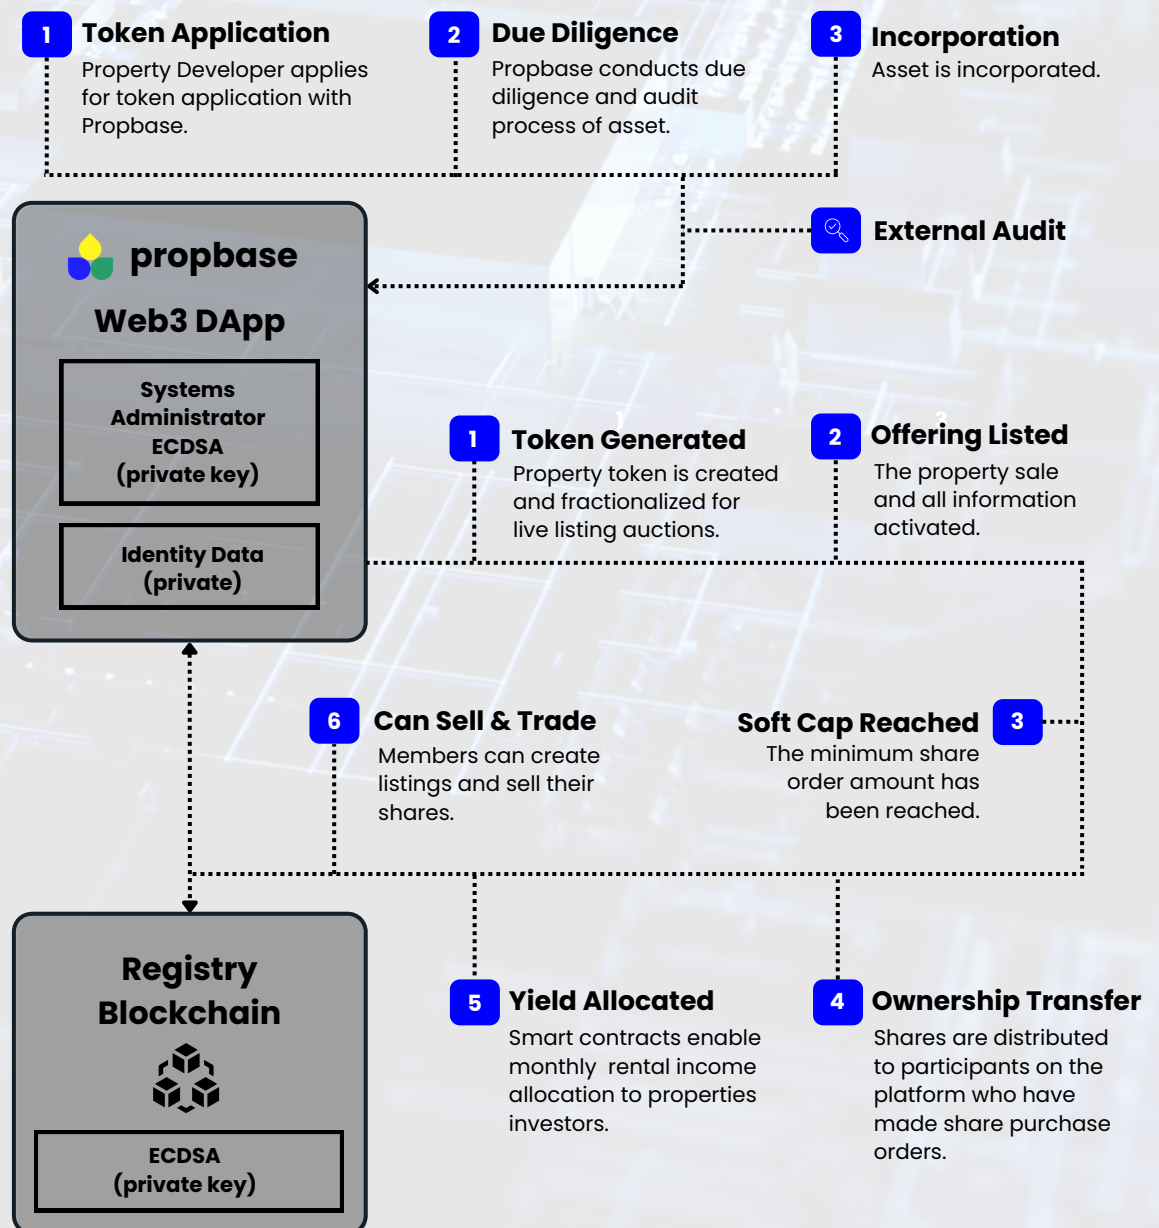 1
Token Application
Property Developer applies
for token application with
Propbase.
2
Due Diligence
Propbase conducts due
diligence and audit
process of asset.
3
Incorporation
Asset is incorporated.
External Audit
propbase
Web3 DApp
Systems
Administrator
ECDSA
(private key)
Identity Data
(private)
1
1
Token Generated
Property token is created
and fractionalized for
live listing auctions.
3
2
Offering Listed
The property sale
and all information
activated.
6
Can Sell & Trade
Members can create
listings and sell their
shares.
Soft Cap Reached
3
The minimum share
order amount has
been reached.
Registry
Blockchain
ECDSA
(private key)
5
Yield Allocated
Smart contracts enable
monthly  rental income
allocation to properties
investors.
4
Ownership Transfer
Shares are distributed
to participants on the
platform who have
made share purchase
orders.